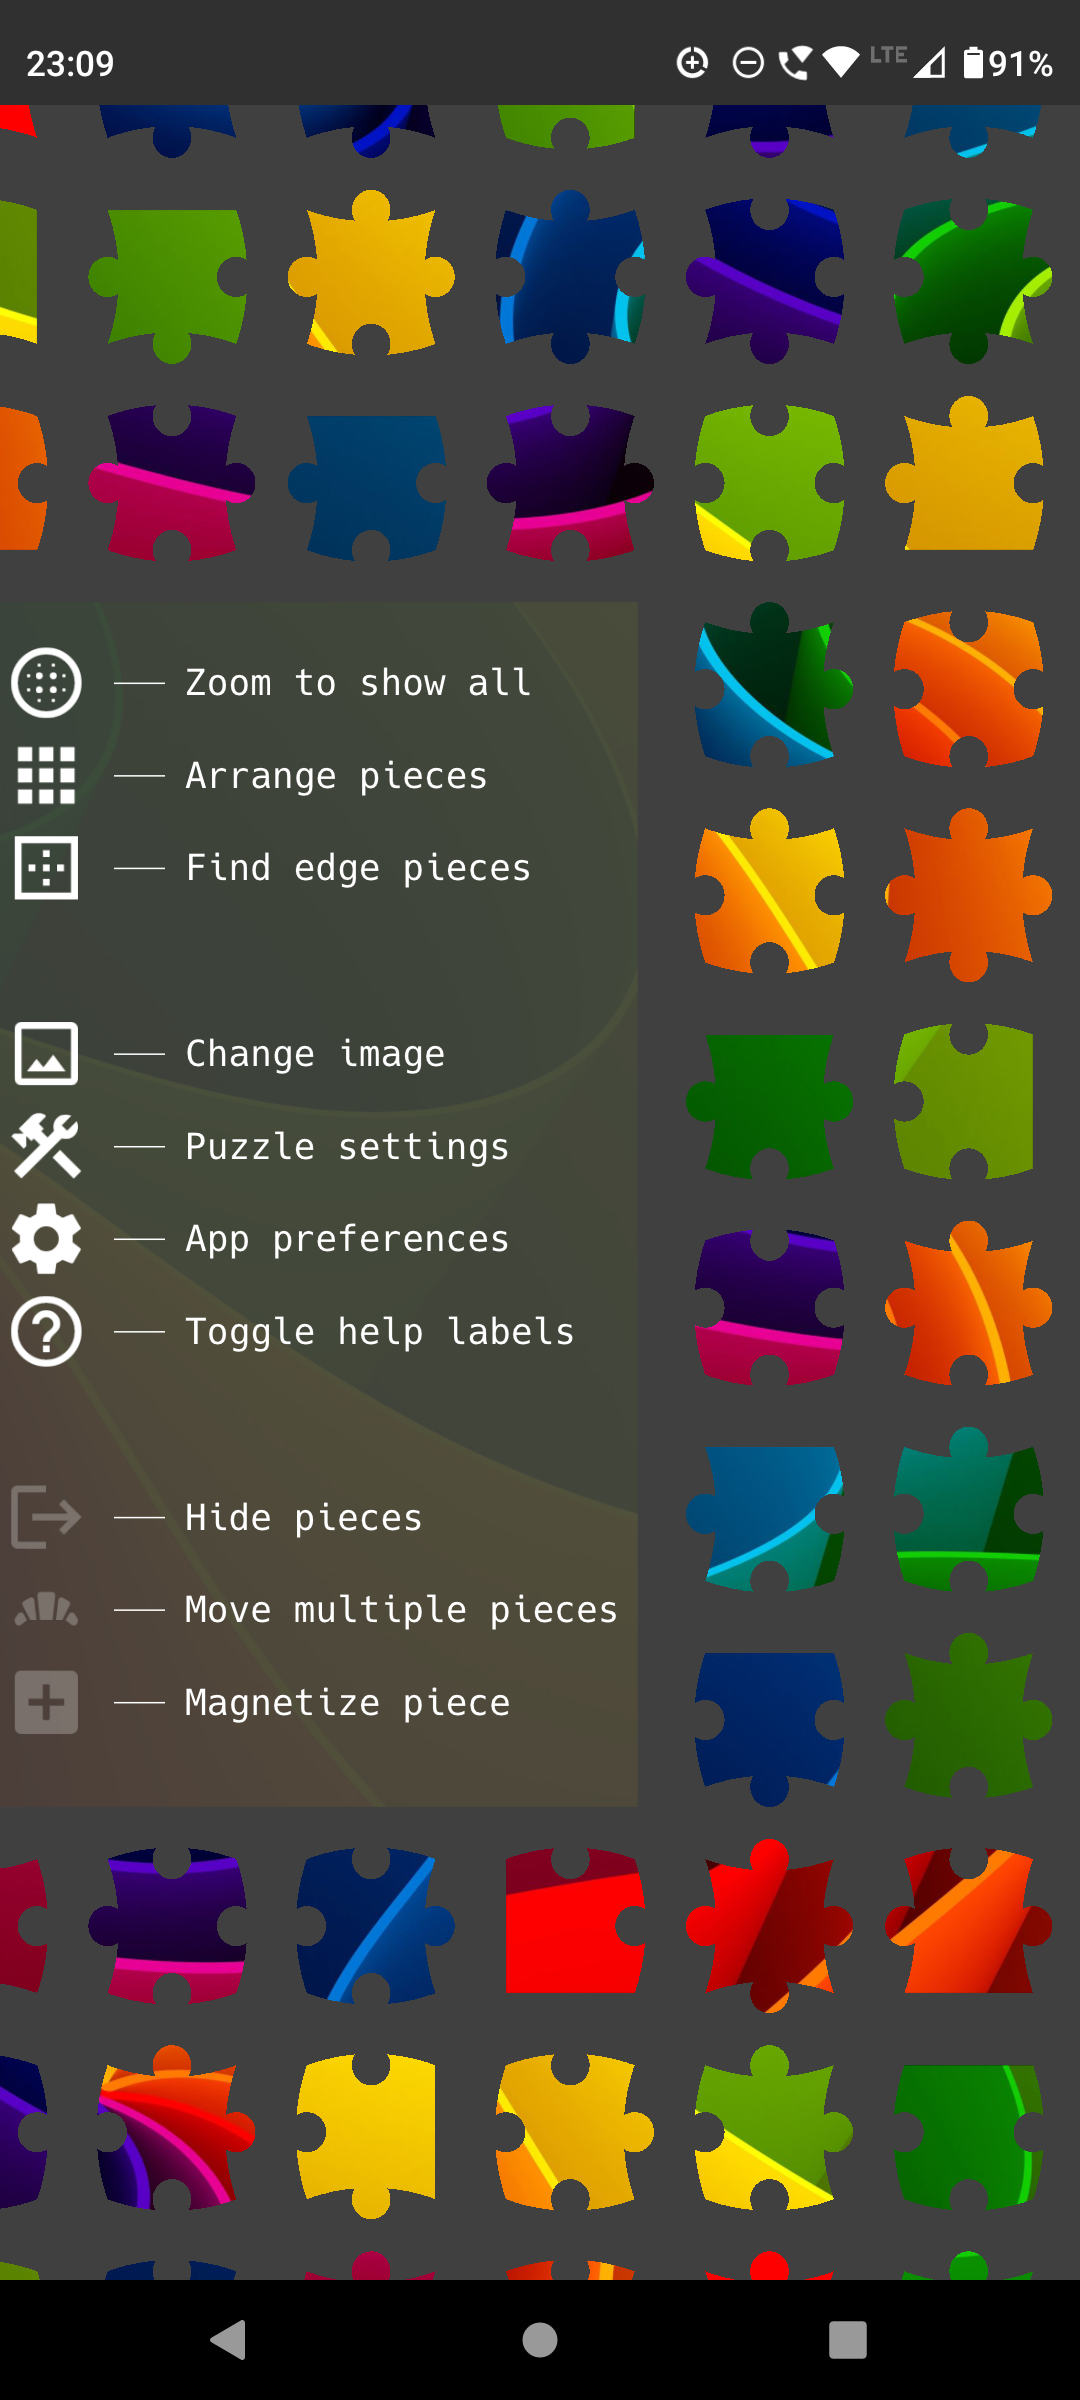 23:09 LTE 91%
Zoom to show all
Arrange pieces
Find edge pieces
Change image
Puzzle settings
App preferences
Toggle help labels
Hide pieces
Move multiple pieces
Magnetize piece